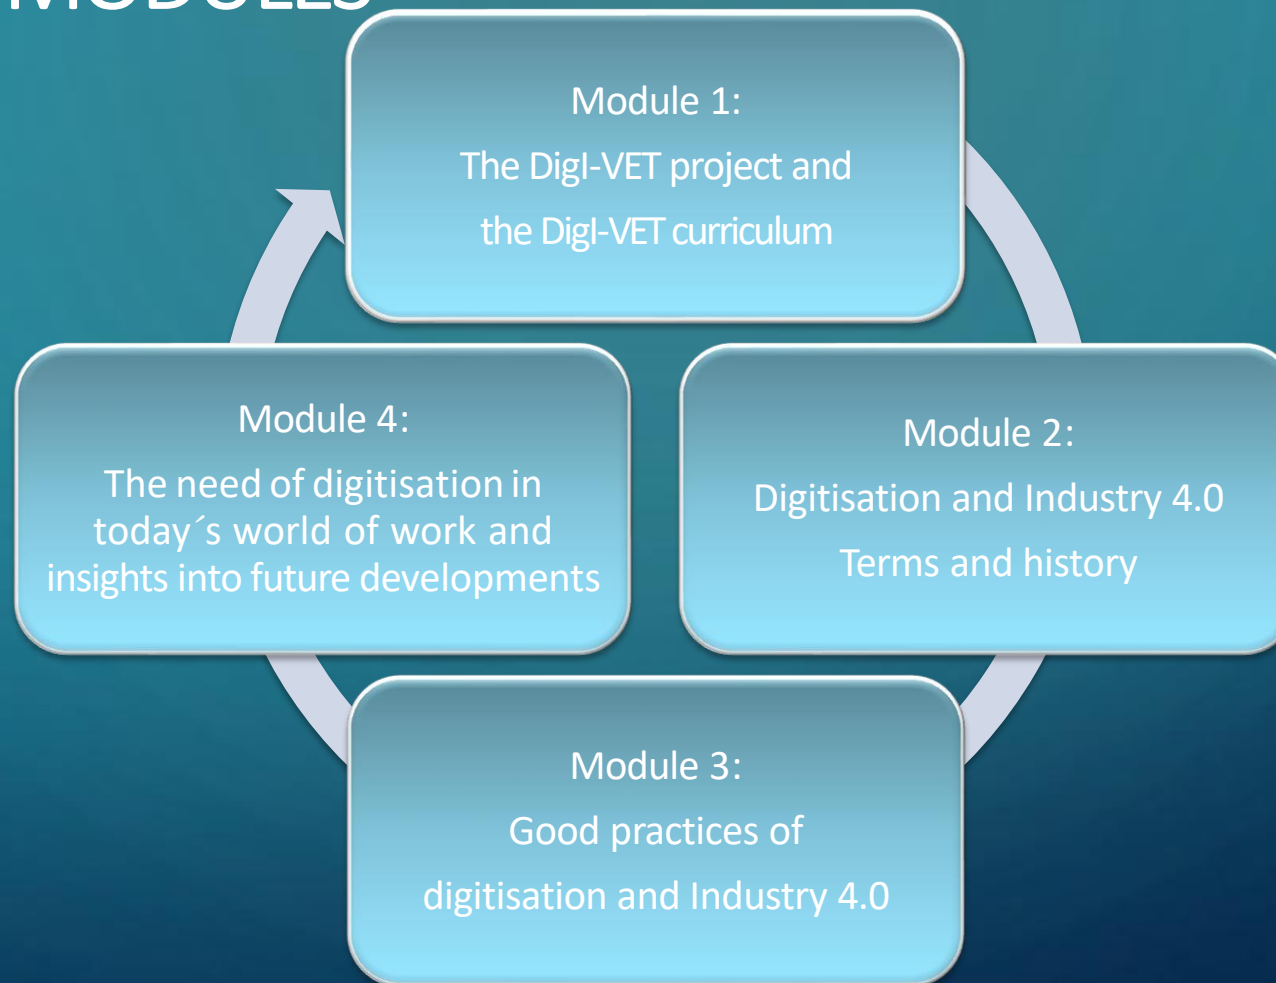 MODULES
Module 1:
The DigI-VET project and
the DigI-VET curriculum
Module 2:
Digitisation and Industry 4.0
Terms and history
Module 3:
Good practices of
digitisation and Industry 4.0
Module 4:
The need of digitisation in
today´s world of work and
insights into future developments